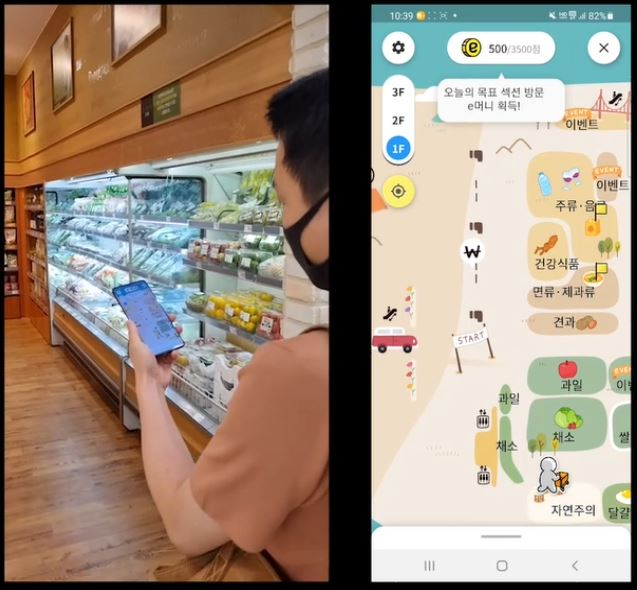 10:39
82%
500/3500점
오늘의 목표 섹션 방문
e머니 획득!
3F
2F
1F
이벤트
EVENT
이벤트
주류·음
건강식품
면류·제과류
견과
START
과일
과일
채소
채소
쌀
자연주의
달걀